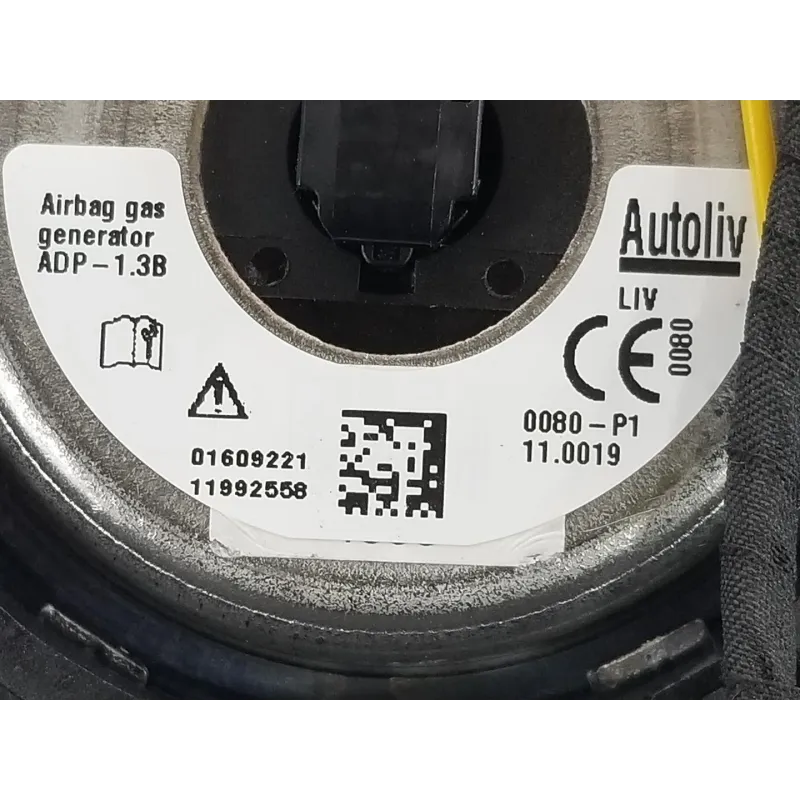 Airbag gas
generator
ADP-1.3B
01609221
11992558
Autoliv
LIV
CE
0080
0080-P1
11.0019